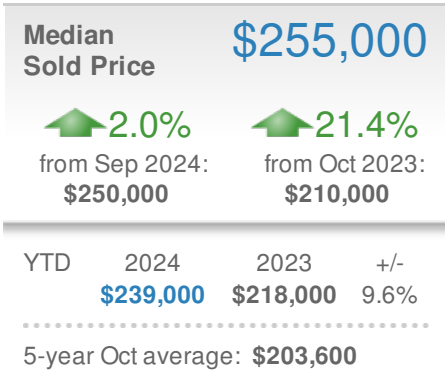 Median
Sold Price
$255,000
2.0%
21.4%
from Sep 2024:
from Oct 2023:
$250,000
$210,000
YTD 2024 2023 +/-
$239,000 $218,000 9.6%
5-year Oct average: $203,600